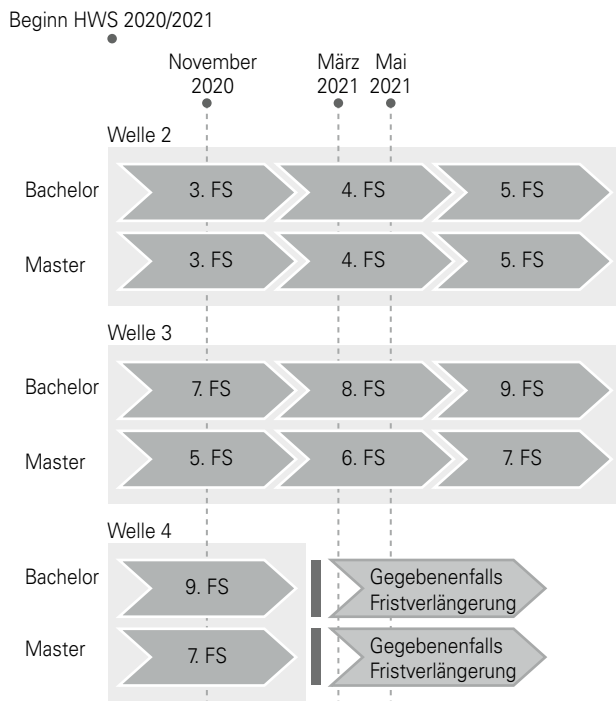 Beginn HWS 2020/2021
November März Mai
2020 2021 2021
Welle 2
Bachelor 3. FS 4. FS 5. FS
Master 3. FS 4. FS 5. FS
Welle 3
Bachelor 7. FS 8. FS 9. FS
Master 5. FS 6. FS 7. FS
Welle 4
Bachelor 9. FS Gegebenenfalls
Fristverlängerung
Master 7. FS Gegebenenfalls
Fristverlängerung